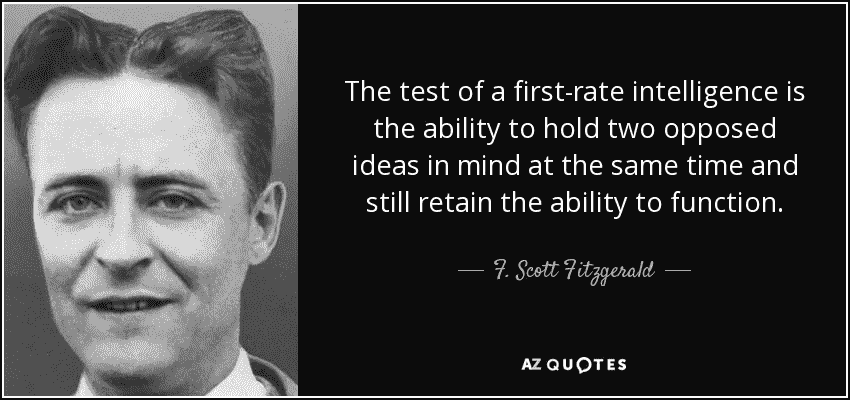 The test of a first-rate intelligence is
the ability to hold two opposed
ideas in mind at the same time and
still retain the ability to function.
F. Scott Fitzgerald
AZ QUOTES